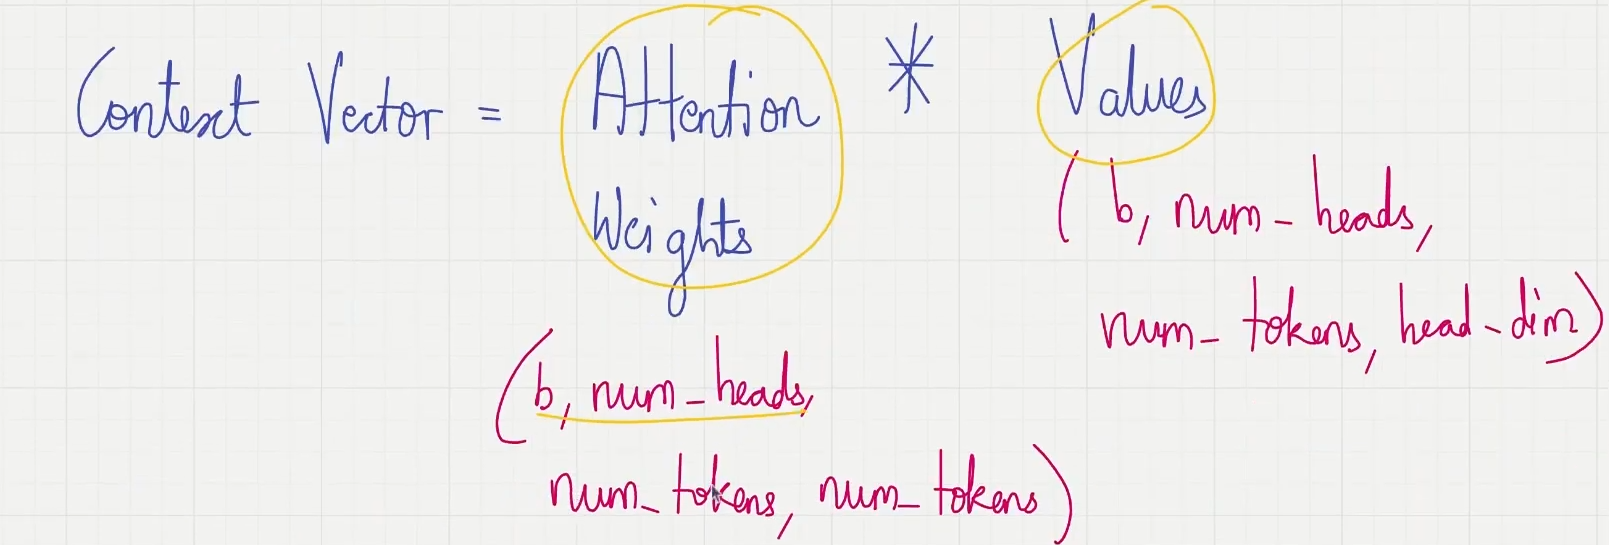 Context Vector = Attention * Values
Weights
(b, num_heads,
num_tokens, head_dim)
(b, num_heads,
num_tokens, num_tokens)